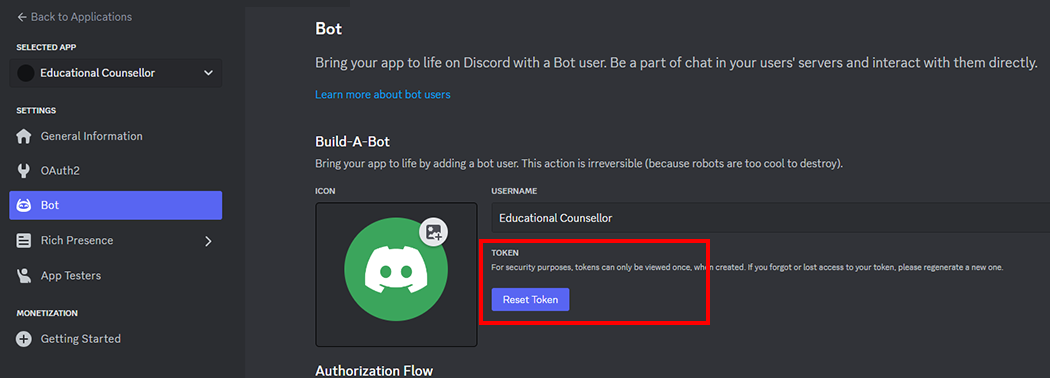 Back to Applications
SELECTED APP
Educational Counsellor
SETTINGS
General Information
OAuth2
Bot
Rich Presence
App Testers
MONETIZATION
Getting Started
Bot
Bring your app to life on Discord with a Bot user. Be a part of chat in your users' servers and interact with them directly.
Learn more about bot users
Build-A-Bot
Bring your app to life by adding a bot user. This action is irreversible (because robots are too cool to destroy).
ICON
USERNAME
Educational Counsellor
TOKEN
For security purposes, tokens can only be viewed once, when created. If you forgot or lost access to your token, please regenerate a new one.
Reset Token
Authorization Flow